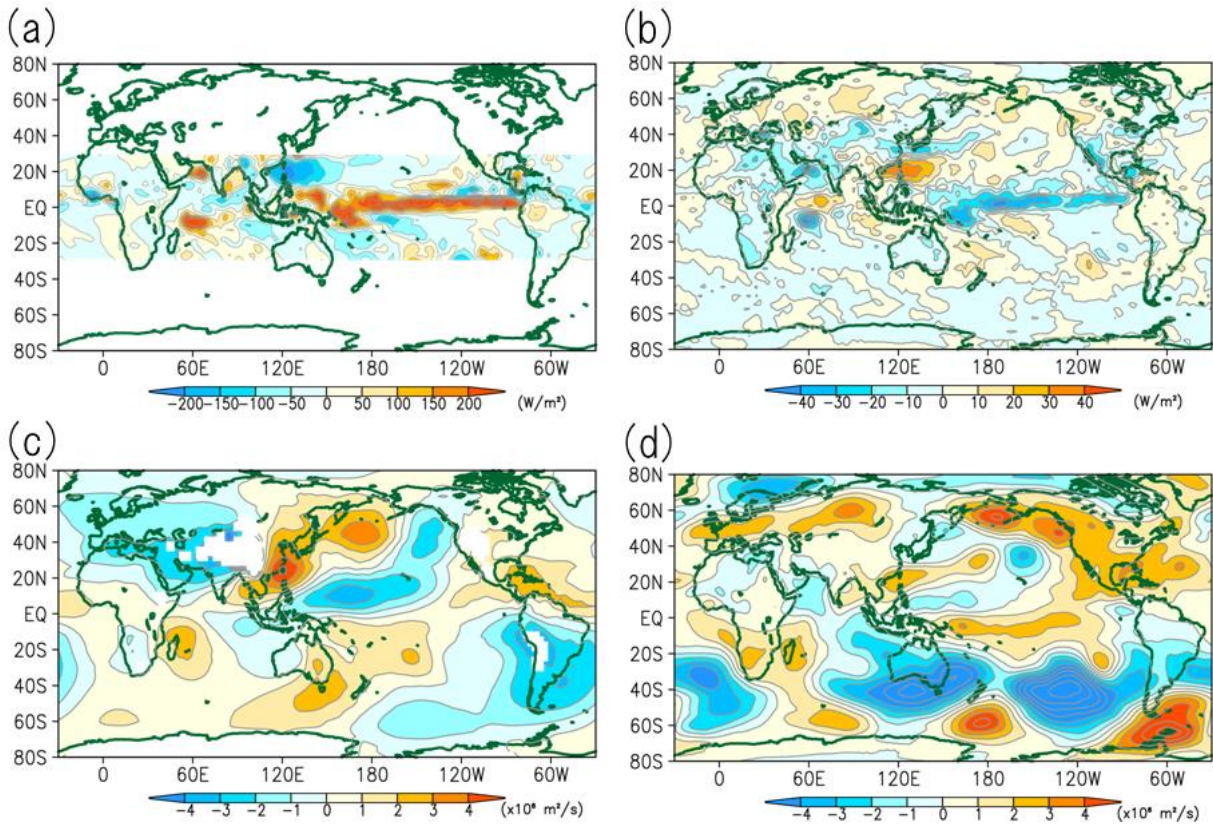 (a)
80N
60N
40N
20N
EQ
20S
40S
60S
80S
0 60E 120E 180 120W 60W
-200 -150 -100 -50 0 50 100 150 200
(W/m²)
(b)
80N
60N
40N
20N
EQ
20S
40S
60S
80S
0 60E 120E 180 120W 60W
-40 -30 -20 -10 0 10 20 30 40
(W/m²)
(c)
80N
60N
40N
20N
EQ
20S
40S
60S
80S
0 60E 120E 180 120W 60W
-4 -3 -2 -1 0 1 2 3 4
(x10⁶ m²/s)
(d)
80N
60N
40N
20N
EQ
20S
40S
60S
80S
0 60E 120E 180 120W 60W
-4 -3 -2 -1 0 1 2 3 4
(x10⁶ m²/s)